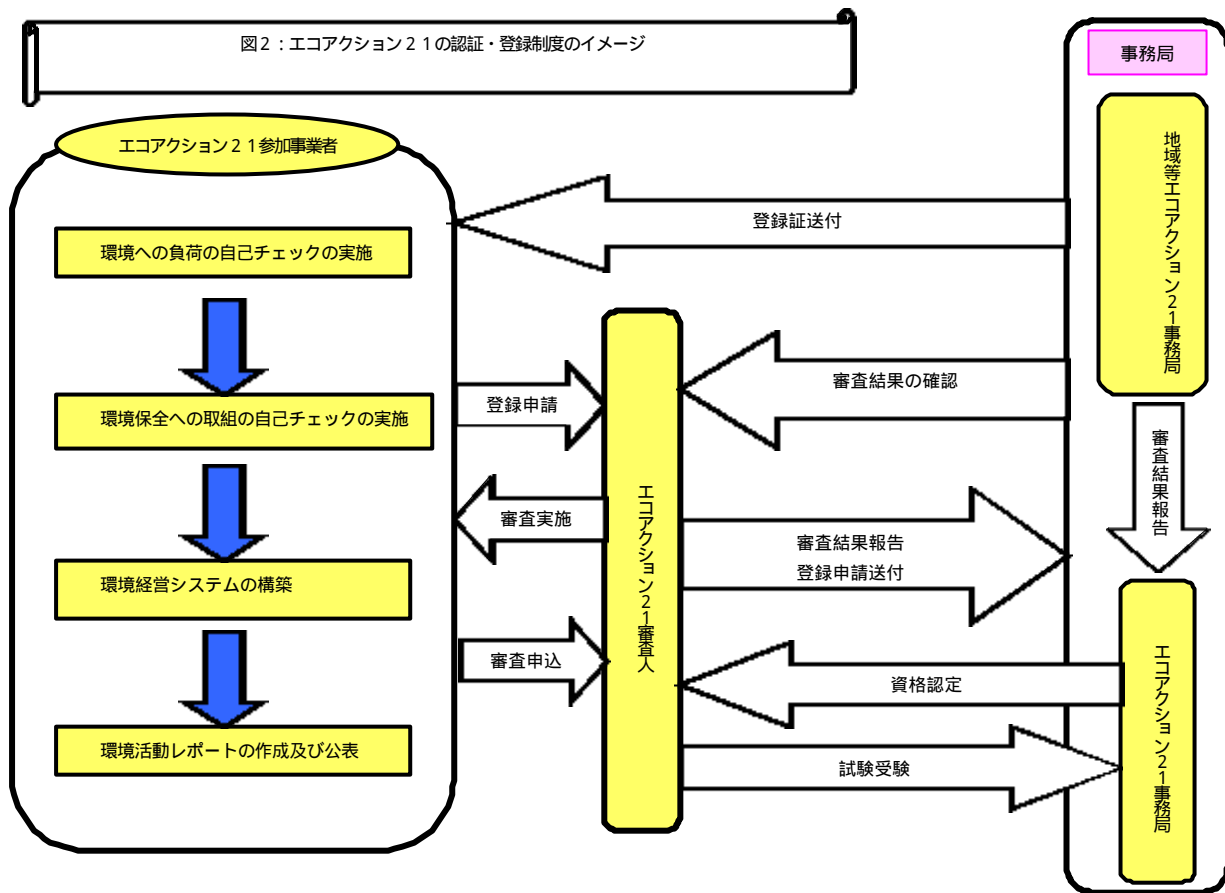 図2：エコアクション21の認証・登録制度のイメージ
事務局
エコアクション21参加事業者
環境への負荷の自己チェックの実施
環境保全への取組の自己チェックの実施
環境経営システムの構築
環境活動レポートの作成及び公表
登録申請
審査実施
審査申込
エコアクション21審査人
登録証送付
審査結果の確認
審査結果報告
登録申請送付
資格認定
試験受験
地域等エコアクション21事務局
審査結果報告
エコアクション21事務局